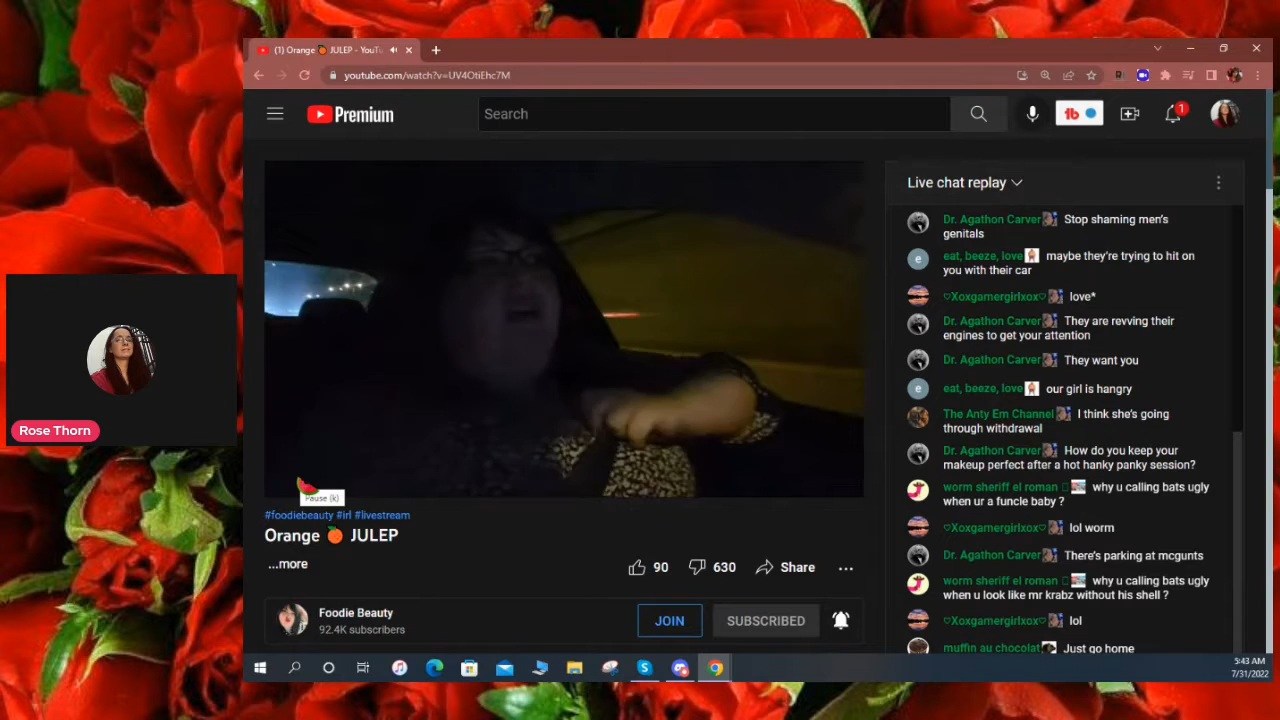 (1) Orange 🍊 JULEP - YouTu
youtube.com/watch?v=UV4OtiEhc7M
Premium
Search
1
Live chat replay
Dr. Agathon Carver Stop shaming men's
genitals
eat, beeze, love maybe they're trying to hit on
you with their car
♡Xoxgamergirlxox♡ love*
Dr. Agathon Carver They are revving their
engines to get your attention
Dr. Agathon Carver They want you
eat, beeze, love our girl is hangry
The Anty Em Channel I think she's going
through withdrawal
Dr. Agathon Carver How do you keep your
makeup perfect after a hot hanky panky session?
worm sheriff el roman why u calling bats ugly
when ur a funcle baby ?
♡Xoxgamergirlxox♡ lol worm
Dr. Agathon Carver There's parking at mcgunts
worm sheriff el roman why u calling bats ugly
when u look like mr krabz without his shell ?
♡Xoxgamergirlxox♡ lol
muffin au chocolat Just go home
Rose Thorn
Pause (k)
#foodiebeauty #irl #livestream
Orange 🍊 JULEP
...more
90
630
Share
Foodie Beauty
92.4K subscribers
JOIN
SUBSCRIBED
5:43 AM
7/31/2022